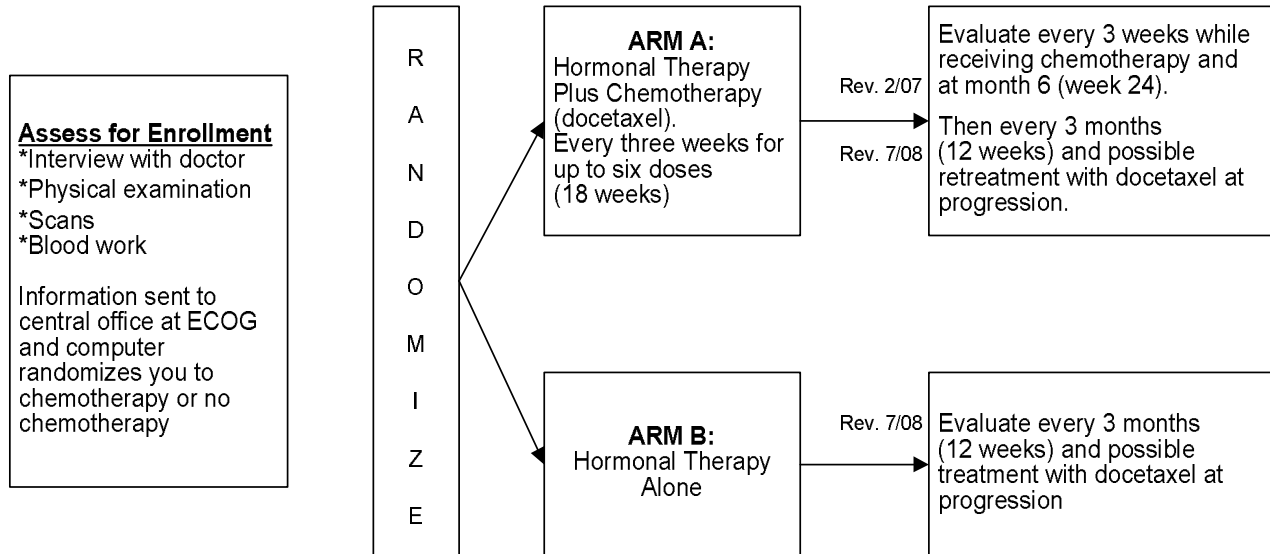 Assess for Enrollment
*Interview with doctor
*Physical examination
*Scans
*Blood work
Information sent to
central office at ECOG
and computer
randomizes you to
chemotherapy or no
chemotherapy
R
A
N
D
O
M
I
Z
E
ARM A:
Hormonal Therapy
Plus Chemotherapy
(docetaxel).
Every three weeks for
up to six doses
(18 weeks)
Rev. 2/07
Rev. 7/08
Evaluate every 3 weeks while
receiving chemotherapy and
at month 6 (week 24).
Then every 3 months
(12 weeks) and possible
retreatment with docetaxel at
progression.
ARM B:
Hormonal Therapy
Alone
Rev. 7/08
Evaluate every 3 months
(12 weeks) and possible
treatment with docetaxel at
progression